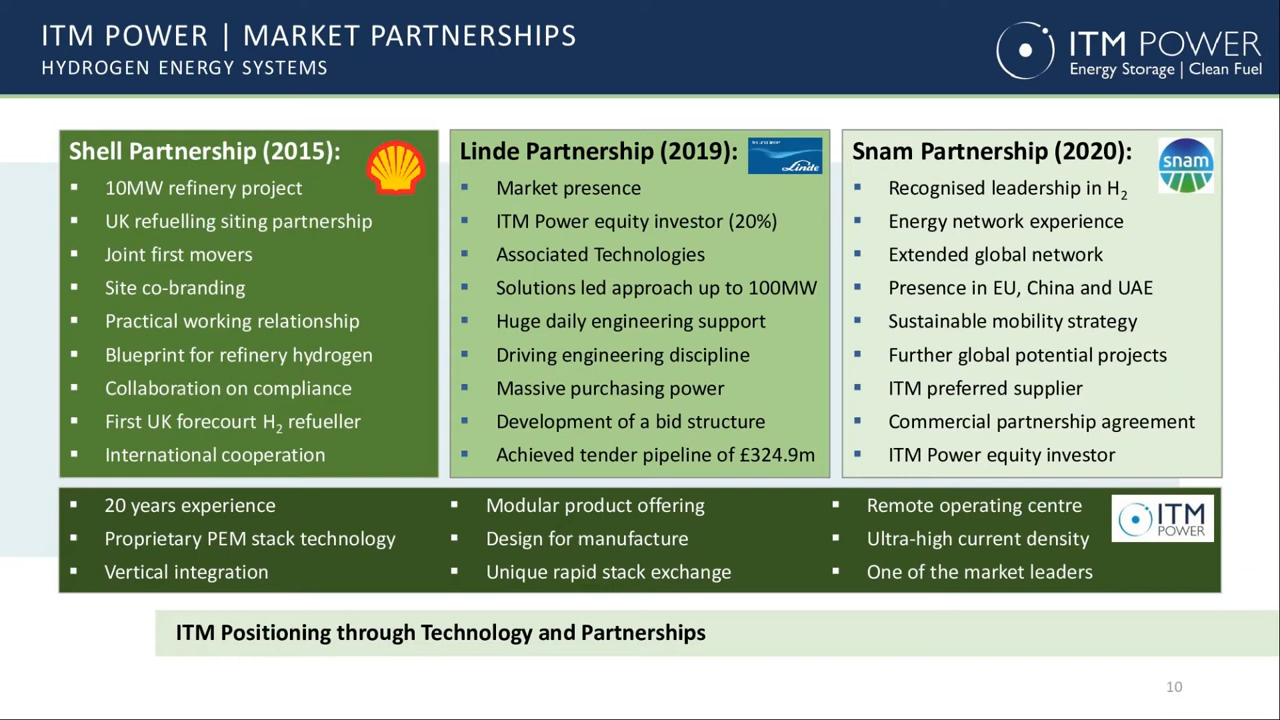 ITM POWER | MARKET PARTNERSHIPS
HYDROGEN ENERGY SYSTEMS
ITM POWER
Energy Storage | Clean Fuel
Shell Partnership (2015):
▪ 10MW refinery project
▪ UK refuelling siting partnership
▪ Joint first movers
▪ Site co-branding
▪ Practical working relationship
▪ Blueprint for refinery hydrogen
▪ Collaboration on compliance
▪ First UK forecourt H₂ refueller
▪ International cooperation
Linde Partnership (2019):
Linde
▪ Market presence
▪ ITM Power equity investor (20%)
▪ Associated Technologies
▪ Solutions led approach up to 100MW
▪ Huge daily engineering support
▪ Driving engineering discipline
▪ Massive purchasing power
▪ Development of a bid structure
▪ Achieved tender pipeline of £324.9m
Snam Partnership (2020):
snam
▪ Recognised leadership in H₂
▪ Energy network experience
▪ Extended global network
▪ Presence in EU, China and UAE
▪ Sustainable mobility strategy
▪ Further global potential projects
▪ ITM preferred supplier
▪ Commercial partnership agreement
▪ ITM Power equity investor
▪ 20 years experience
▪ Proprietary PEM stack technology
▪ Vertical integration
▪ Modular product offering
▪ Design for manufacture
▪ Unique rapid stack exchange
▪ Remote operating centre
▪ Ultra-high current density
▪ One of the market leaders
ITM
POWER
ITM Positioning through Technology and Partnerships
10